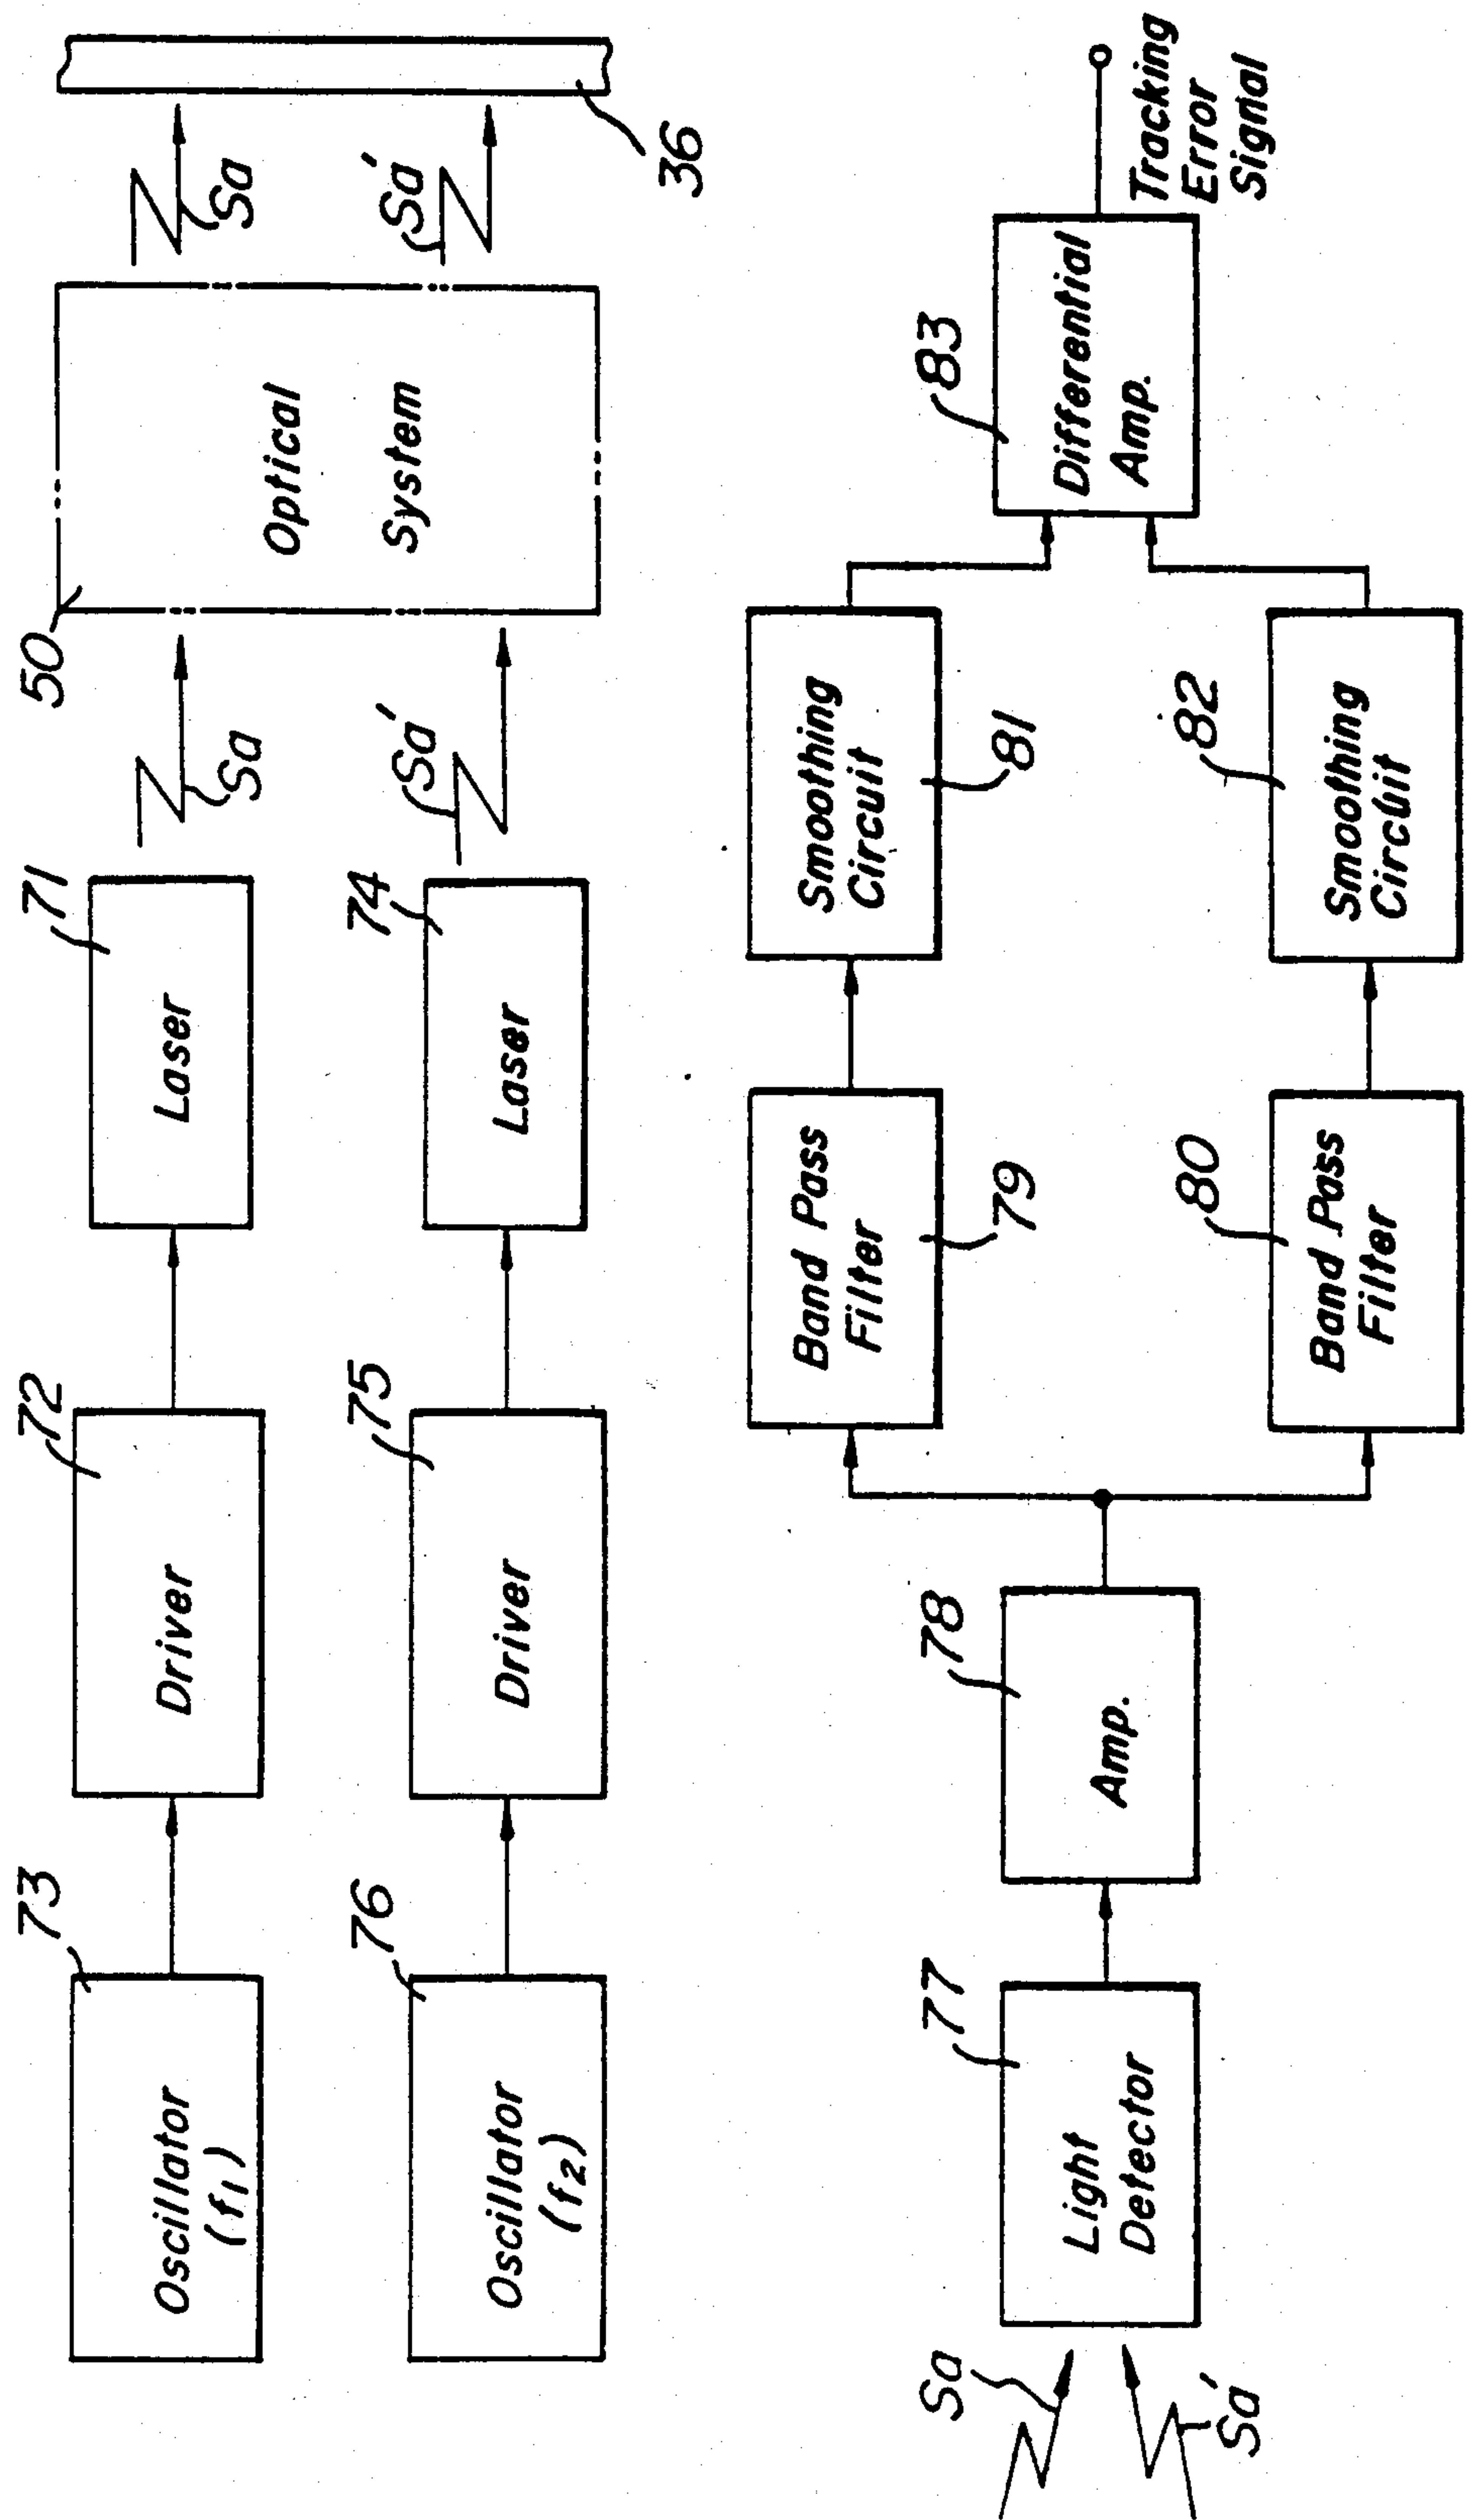 73
72
71
50
Oscillator
(f1)
Driver
Laser
Sa
Optical
System
Sa
76
75
74
Sa'
Sa'
Oscillator
(f2)
Driver
Laser
36
Sa
77
78
Light
Detector
Amp.
Sa'
Band Pass
Filter
79
Smoothing
Circuit
81
80
Band Pass
Filter
82
Smoothing
Circuit
83
Differential
Amp.
Tracking
Error
Signal